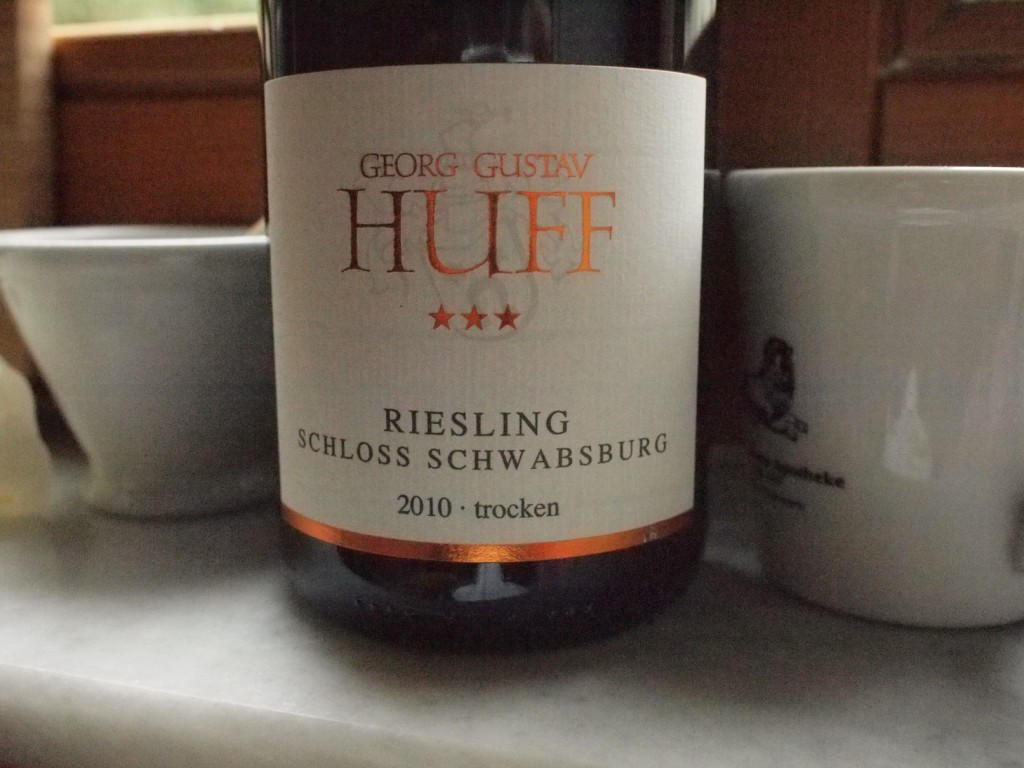 GEORG GUSTAV
HUFF
★★★
RIESLING
SCHLOSS SCHWABSBURG
2010 · trocken